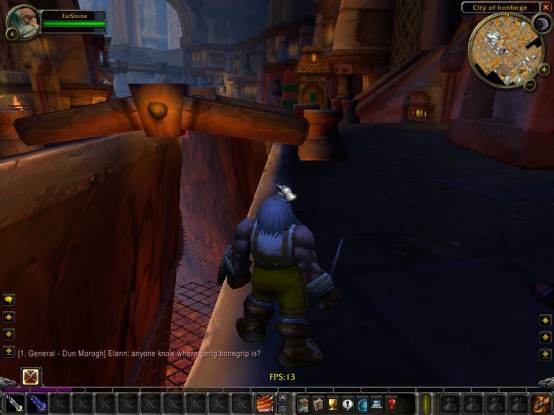 FatStone
City of Ironforge
[1. General - Dun Morogh] Elann: anyone know where gerig bonegrip is?
FPS:13